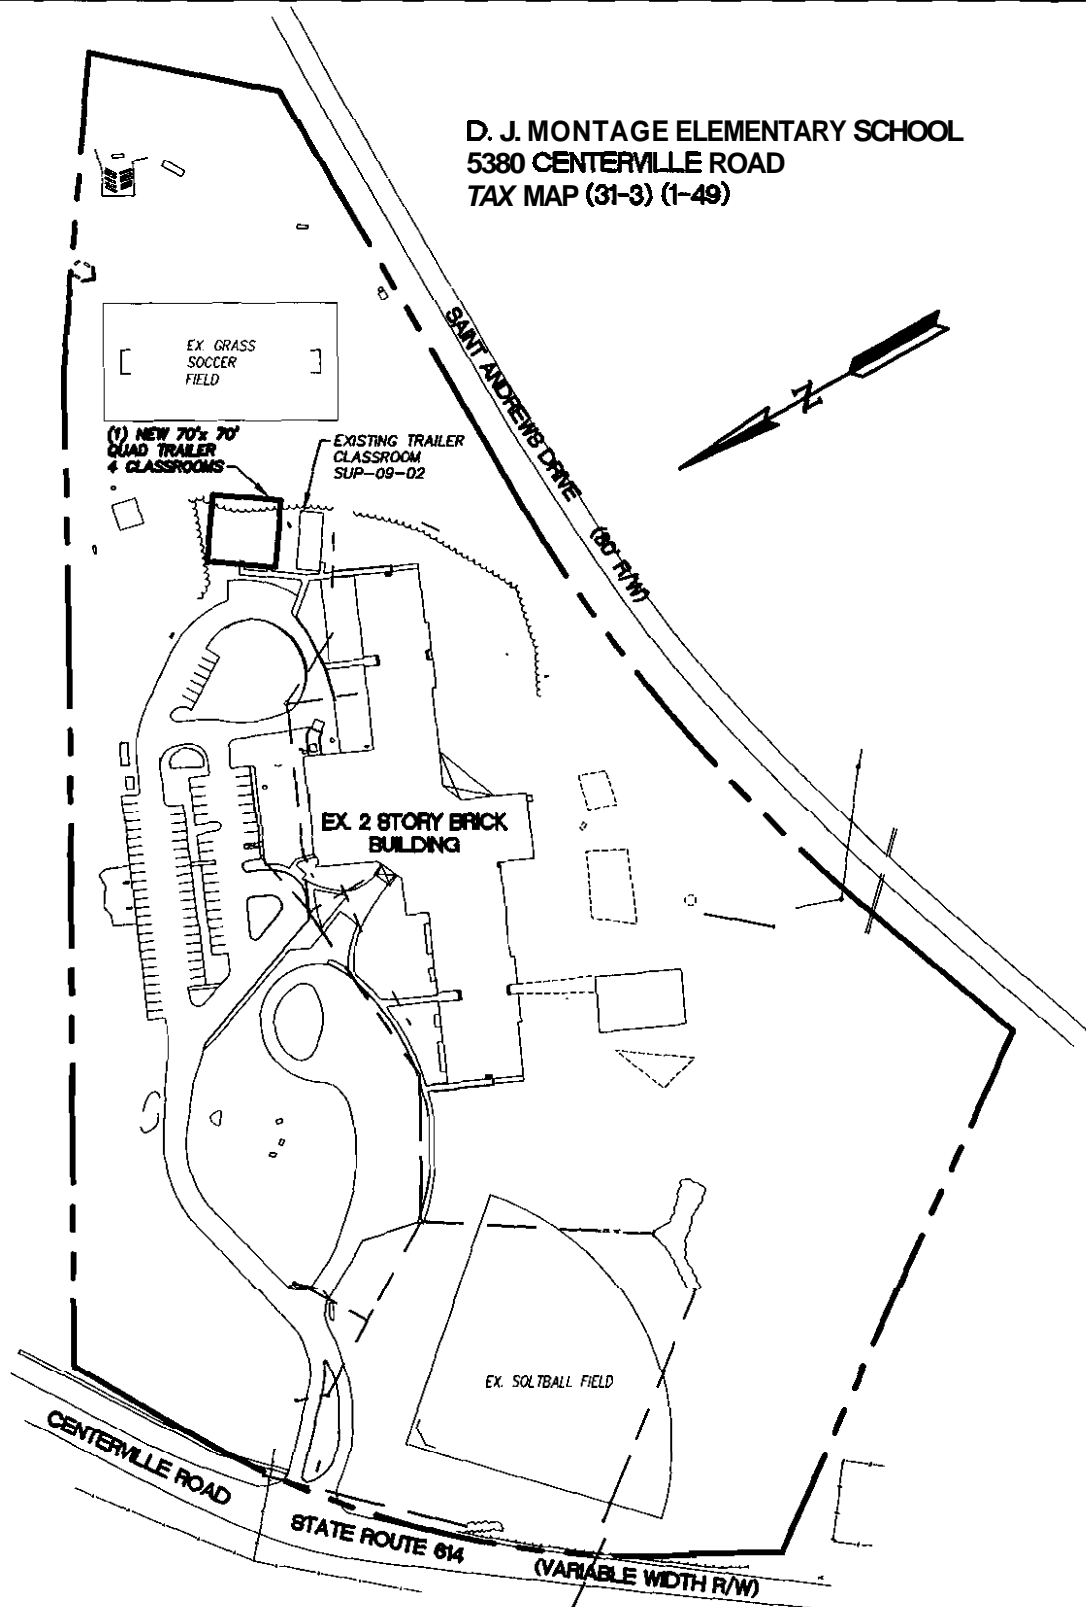 D. J. MONTAGE ELEMENTARY SCHOOL
5380 CENTERVILLE ROAD
TAX MAP (31-3) (1-49)
SAINT ANDREWS DRIVE (80' R/W)
N
EX. GRASS
SOCCER
FIELD
(1) NEW 70'x 70'
QUAD TRAILER
4 CLASSROOMS
EXISTING TRAILER
CLASSROOM
SUP-09-02
EX. 2 STORY BRICK
BUILDING
EX. SOLTBALL FIELD
CENTERVILLE ROAD
STATE ROUTE 614
(VARIABLE WIDTH R/W)